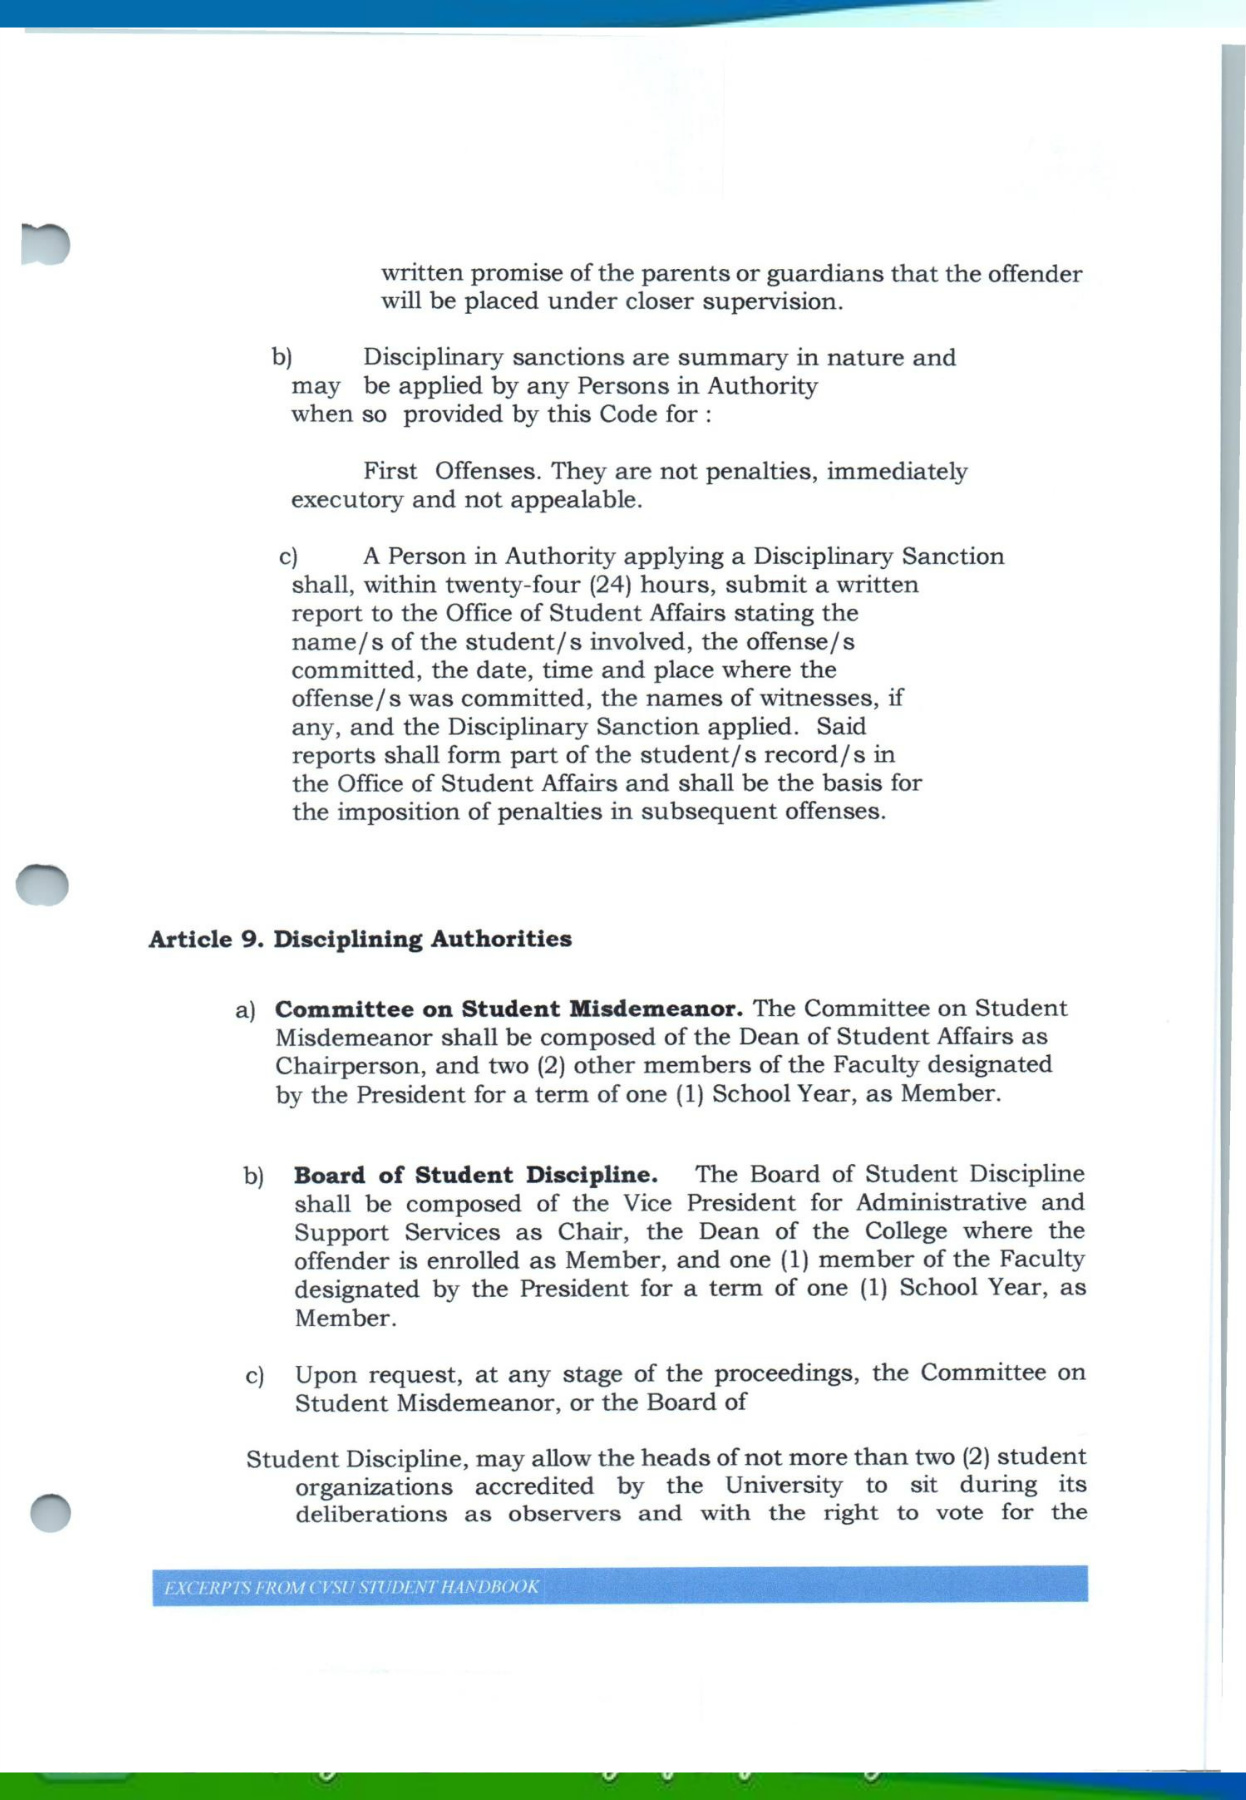 written promise of the parents or guardians that the offender
will be placed under closer supervision.
b) Disciplinary sanctions are summary in nature and
may be applied by any Persons in Authority
when so provided by this Code for :
First Offenses. They are not penalties, immediately
executory and not appealable.
c) A Person in Authority applying a Disciplinary Sanction
shall, within twenty-four (24) hours, submit a written
report to the Office of Student Affairs stating the
name/s of the student/s involved, the offense/s
committed, the date, time and place where the
offense/s was committed, the names of witnesses, if
any, and the Disciplinary Sanction applied. Said
reports shall form part of the student/s record/s in
the Office of Student Affairs and shall be the basis for
the imposition of penalties in subsequent offenses.
Article 9. Disciplining Authorities
a) Committee on Student Misdemeanor. The Committee on Student
Misdemeanor shall be composed of the Dean of Student Affairs as
Chairperson, and two (2) other members of the Faculty designated
by the President for a term of one (1) School Year, as Member.
b) Board of Student Discipline. The Board of Student Discipline
shall be composed of the Vice President for Administrative and
Support Services as Chair, the Dean of the College where the
offender is enrolled as Member, and one (1) member of the Faculty
designated by the President for a term of one (1) School Year, as
Member.
c) Upon request, at any stage of the proceedings, the Committee on
Student Misdemeanor, or the Board of
Student Discipline, may allow the heads of not more than two (2) student
organizations accredited by the University to sit during its
deliberations as observers and with the right to vote for the
EXCERPTS FROM CVSU STUDENT HANDBOOK